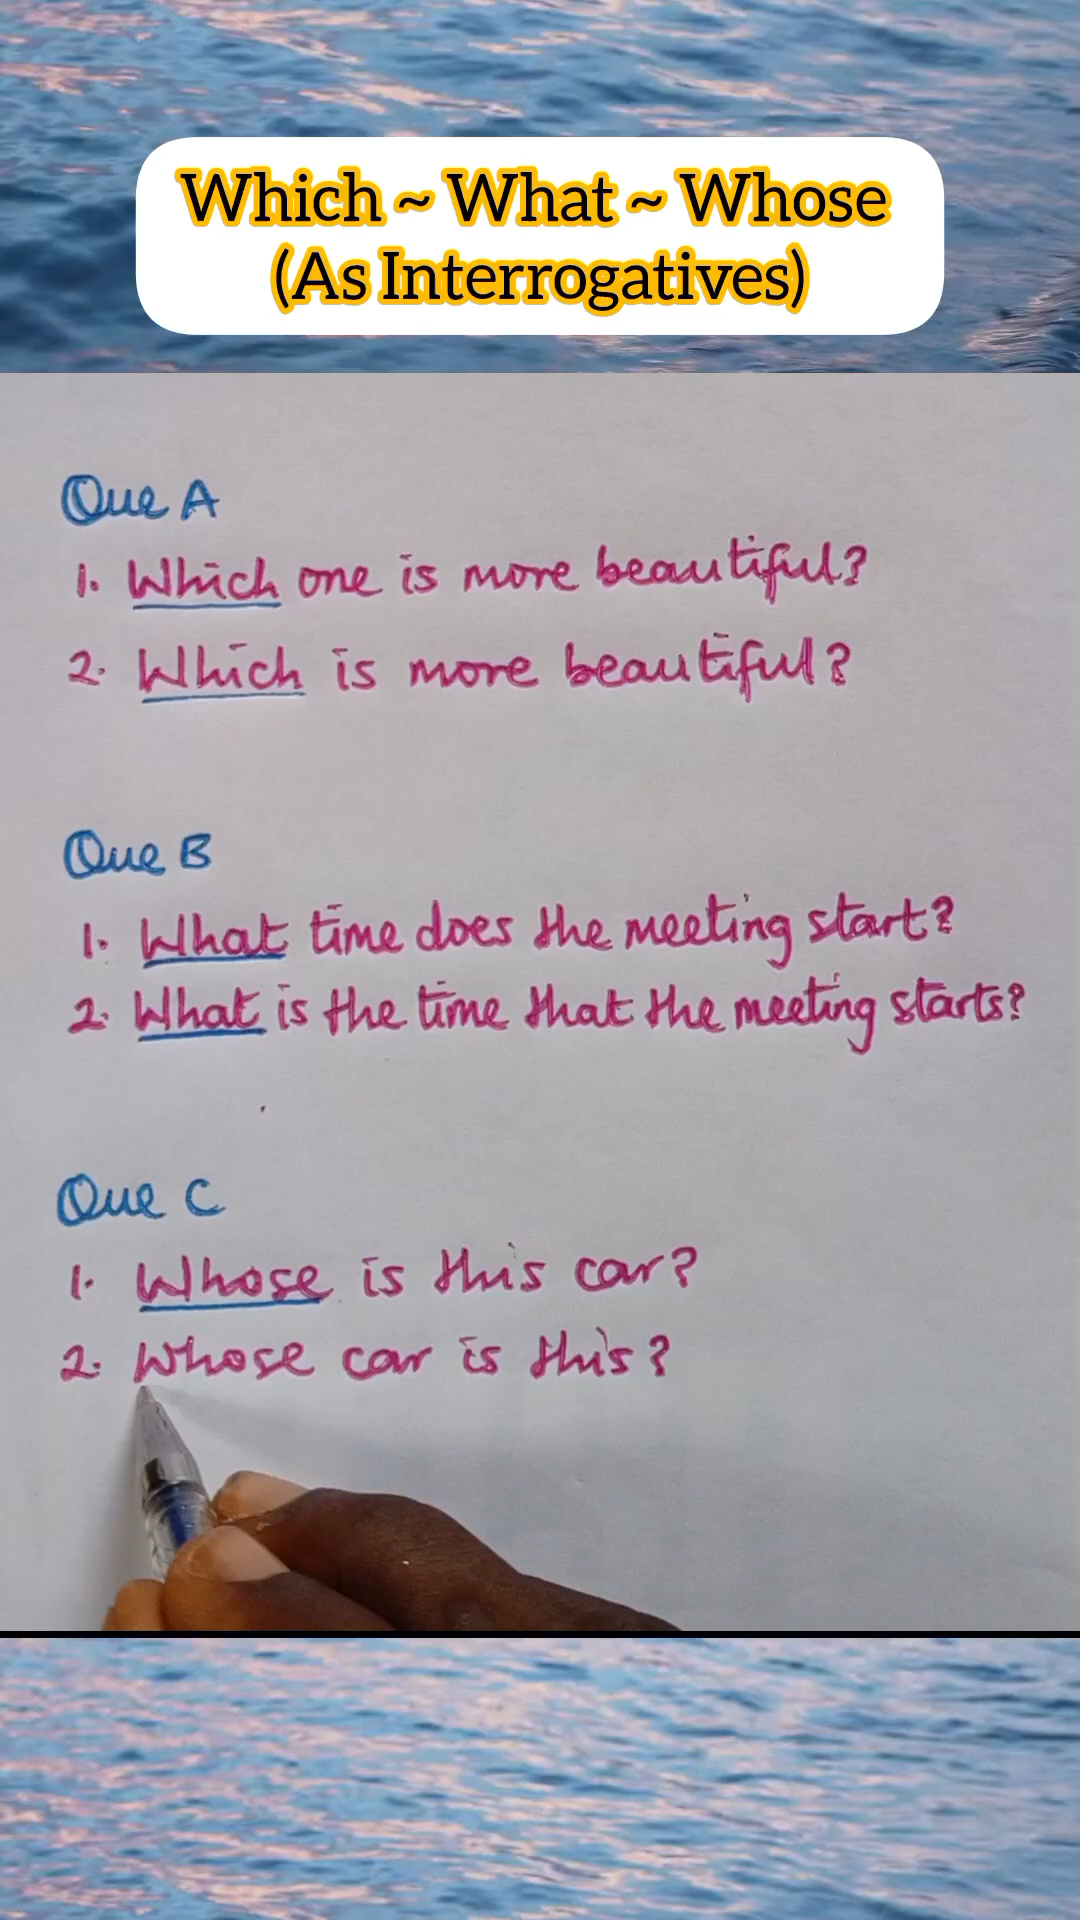 Which ~ What ~ Whose
(As Interrogatives)
Que A
1. Which one is more beautiful?
2. Which is more beautiful?
Que B
1. What time does the meeting start?
2. What is the time that the meeting starts?
Que C
1. Whose is this car?
2. Whose car is this?